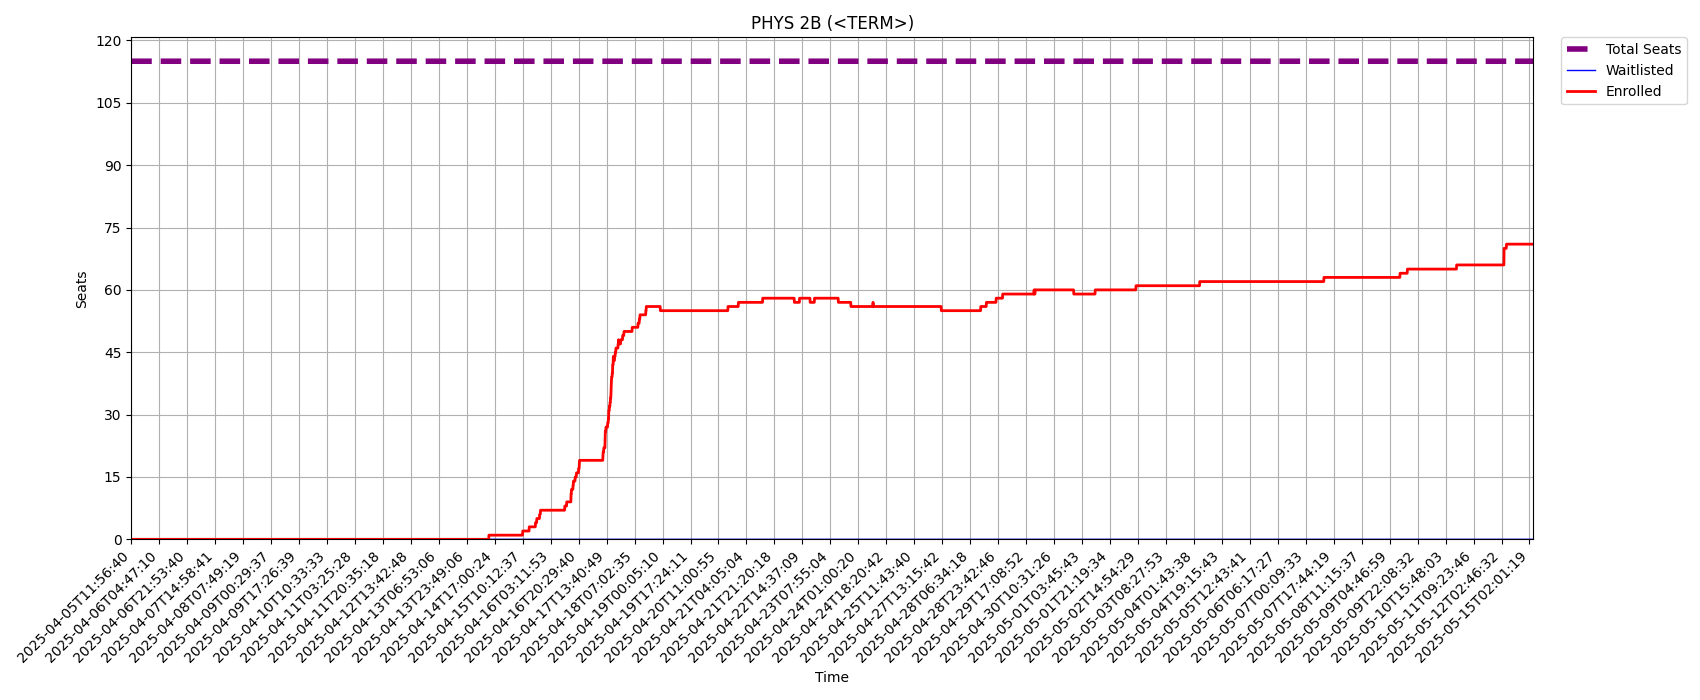 PHYS 2B (<TERM>)
Total Seats
Waitlisted
Enrolled
Seats
120
105
90
75
60
45
30
15
0
2025-04-05T11:56:40
2025-04-06T04:47:10
2025-04-06T21:53:40
2025-04-07T14:58:41
2025-04-08T07:49:19
2025-04-09T00:29:37
2025-04-09T17:26:39
2025-04-10T10:33:33
2025-04-11T03:25:28
2025-04-11T20:35:18
2025-04-12T13:42:48
2025-04-13T06:53:06
2025-04-13T23:49:06
2025-04-14T17:00:24
2025-04-15T10:12:37
2025-04-16T03:11:53
2025-04-16T20:29:40
2025-04-17T13:40:49
2025-04-18T07:02:35
2025-04-19T00:05:10
2025-04-19T17:24:11
2025-04-20T11:00:55
2025-04-21T04:05:04
2025-04-21T21:20:18
2025-04-22T14:37:09
2025-04-23T07:55:04
2025-04-24T01:00:20
2025-04-24T18:20:42
2025-04-25T11:43:40
2025-04-27T13:15:42
2025-04-28T06:34:18
2025-04-28T23:42:46
2025-04-29T17:08:52
2025-04-30T10:31:26
2025-05-01T03:45:43
2025-05-01T21:19:34
2025-05-02T14:54:29
2025-05-03T08:27:53
2025-05-04T01:43:38
2025-05-04T19:15:43
2025-05-05T12:43:41
2025-05-06T06:17:27
2025-05-07T00:09:33
2025-05-07T17:44:19
2025-05-08T11:15:37
2025-05-09T04:46:59
2025-05-09T22:08:32
2025-05-10T15:48:03
2025-05-11T09:23:46
2025-05-12T02:46:32
2025-05-15T02:01:19
Time